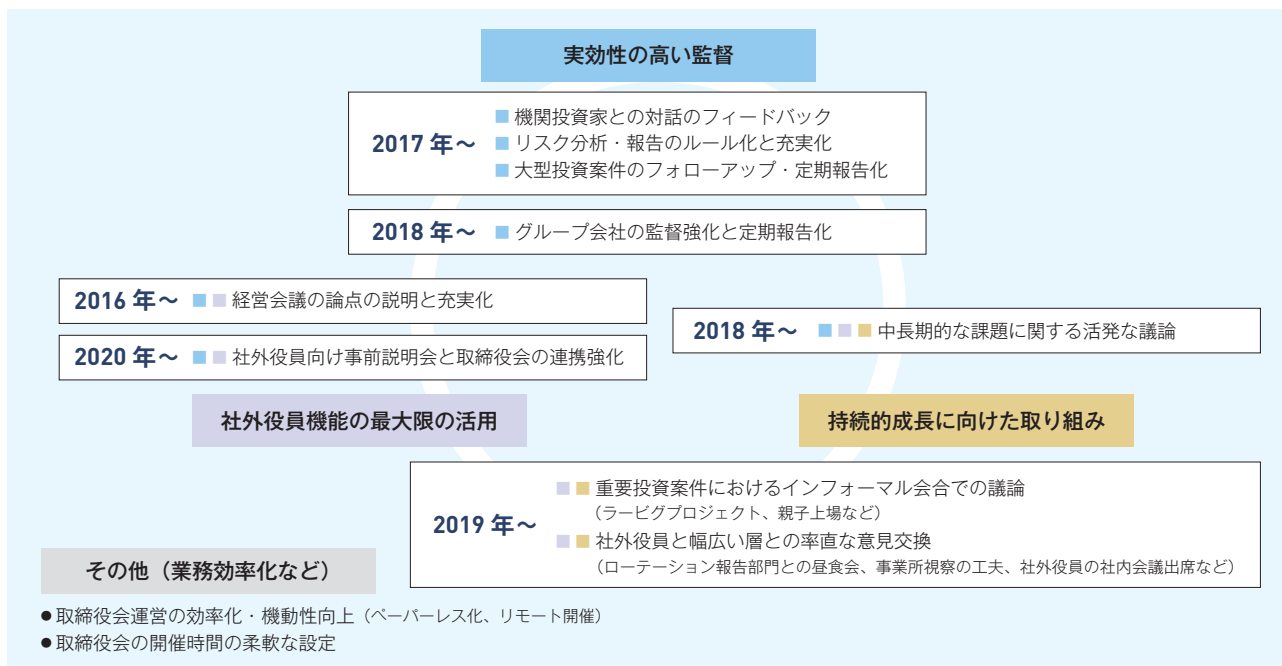 実効性の高い監督
2017 年～
■ 機関投資家との対話のフィードバック
■ リスク分析・報告のルール化と充実化
■ 大型投資案件のフォローアップ・定期報告化
2018 年～ ■ グループ会社の監督強化と定期報告化
2016 年～ ■ ■ 経営会議の論点の説明と充実化
2020 年～ ■ ■ 社外役員向け事前説明会と取締役会の連携強化
2018 年～ ■ ■ ■ 中長期的な課題に関する活発な議論
社外役員機能の最大限の活用
持続的成長に向けた取り組み
2019 年～
■ ■ 重要投資案件におけるインフォーマル会合での議論
（ラービグプロジェクト、親子上場など）
■ ■ 社外役員と幅広い層との率直な意見交換
（ローテーション報告部門との昼食会、事業所視察の工夫、社外役員の社内会議出席など）
その他（業務効率化など）
●取締役会運営の効率化・機動性向上（ペーパーレス化、リモート開催）
●取締役会の開催時間の柔軟な設定